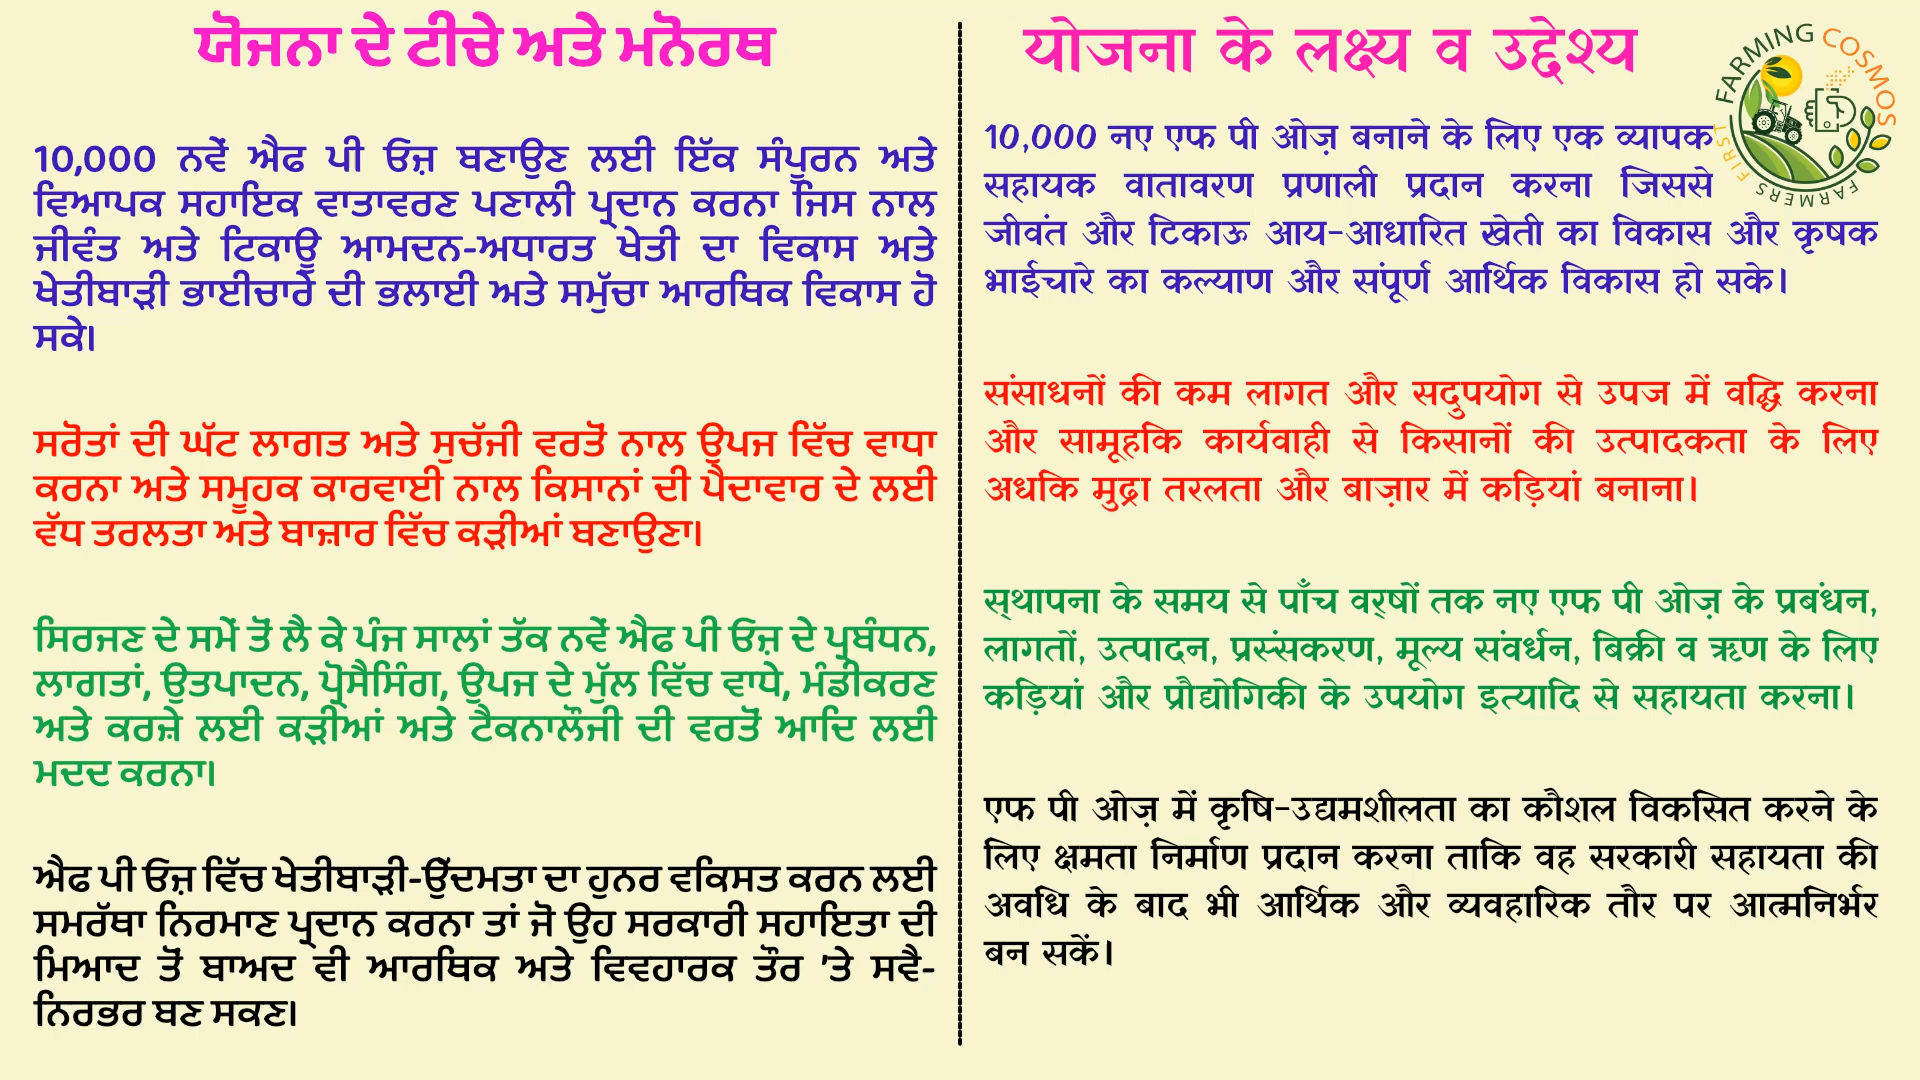 ਯੋਜਨਾ ਦੇ ਟੀਚੇ ਅਤੇ ਮਨੋਰਥ
10,000 ਨਵੇਂ ਐਫ ਪੀ ਓਜ਼ ਬਣਾਉਣ ਲਈ ਇੱਕ ਸੰਪੂਰਨ ਅਤੇ
ਵਿਆਪਕ ਸਹਾਇਕ ਵਾਤਾਵਰਣ ਪਣਾਲੀ ਪ੍ਰਦਾਨ ਕਰਨਾ ਜਿਸ ਨਾਲ
ਜੀਵੰਤ ਅਤੇ ਟਿਕਾਊ ਆਮਦਨ-ਅਧਾਰਤ ਖੇਤੀ ਦਾ ਵਿਕਾਸ ਅਤੇ
ਖੇਤੀਬਾੜੀ ਭਾਈਚਾਰੇ ਦੀ ਭਲਾਈ ਅਤੇ ਸਮੁੱਚਾ ਆਰਥਿਕ ਵਿਕਾਸ ਹੋ
ਸਕੇ।
ਸਰੋਤਾਂ ਦੀ ਘੱਟ ਲਾਗਤ ਅਤੇ ਸੁਚੱਜੀ ਵਰਤੋਂ ਨਾਲ ਉਪਜ ਵਿੱਚ ਵਾਧਾ
ਕਰਨਾ ਅਤੇ ਸਮੂਹਕ ਕਾਰਵਾਈ ਨਾਲ ਕਿਸਾਨਾਂ ਦੀ ਪੈਦਾਵਾਰ ਦੇ ਲਈ
ਵੱਧ ਤਰਲਤਾ ਅਤੇ ਬਾਜ਼ਾਰ ਵਿੱਚ ਕੜੀਆਂ ਬਣਾਉਣਾ।
ਸਿਰਜਣ ਦੇ ਸਮੇਂ ਤੋਂ ਲੈ ਕੇ ਪੰਜ ਸਾਲਾਂ ਤੱਕ ਨਵੇਂ ਐਫ ਪੀ ਓਜ਼ ਦੇ ਪ੍ਰਬੰਧਨ,
ਲਾਗਤਾਂ, ਉਤਪਾਦਨ, ਪ੍ਰੋਸੈਸਿੰਗ, ਉਪਜ ਦੇ ਮੁੱਲ ਵਿੱਚ ਵਾਧੇ, ਮੰਡੀਕਰਣ
ਅਤੇ ਕਰਜ਼ੇ ਲਈ ਕੜੀਆਂ ਅਤੇ ਟੈਕਨਾਲੌਜੀ ਦੀ ਵਰਤੋਂ ਆਦਿ ਲਈ
ਮਦਦ ਕਰਨਾ।
ਐਫ ਪੀ ਓਜ਼ ਵਿੱਚ ਖੇਤੀਬਾੜੀ-ਉੱਦਮਤਾ ਦਾ ਹੁਨਰ ਵਕਿਸਤ ਕਰਨ ਲਈ
ਸਮਰੱਥਾ ਨਿਰਮਾਣ ਪ੍ਰਦਾਨ ਕਰਨਾ ਤਾਂ ਜੋ ਉਹ ਸਰਕਾਰੀ ਸਹਾਇਤਾ ਦੀ
ਮਿਆਦ ਤੋਂ ਬਾਅਦ ਵੀ ਆਰਥਿਕ ਅਤੇ ਵਿਵਹਾਰਕ ਤੌਰ 'ਤੇ ਸਵੈ-
ਨਿਰਭਰ ਬਣ ਸਕਣ।
योजना के लक्ष्य व उद्देश्य
10,000 नए एफ पी ओज़ बनाने के लिए एक व्यापक
सहायक वातावरण प्रणाली प्रदान करना जिससे
जीवंत और टिकाऊ आय-आधारित खेती का विकास और कृषक
भाईचारे का कल्याण और संपूर्ण आर्थिक विकास हो सके।
संसाधनों की कम लागत और सदुपयोग से उपज में वद्धि करना
और सामूहकि कार्यवाही से किसानों की उत्पादकता के लिए
अधकि मुद्रा तरलता और बाज़ार में कड़ियां बनाना।
स्थापना के समय से पाँच वर्षों तक नए एफ पी ओज़ के प्रबंधन,
लागतों, उत्पादन, प्रस्संकरण, मूल्य संवर्धन, बिक्री व ऋण के लिए
कड़ियां और प्रौद्योगिकी के उपयोग इत्यादि से सहायता करना।
एफ पी ओज़ में कृषि-उद्यमशीलता का कौशल विकसित करने के
लिए क्षमता निर्माण प्रदान करना ताकि वह सरकारी सहायता की
अवधि के बाद भी आर्थिक और व्यवहारिक तौर पर आत्मनिर्भर
बन सकें।
FARMING COSMOS
FARMERS FIRST